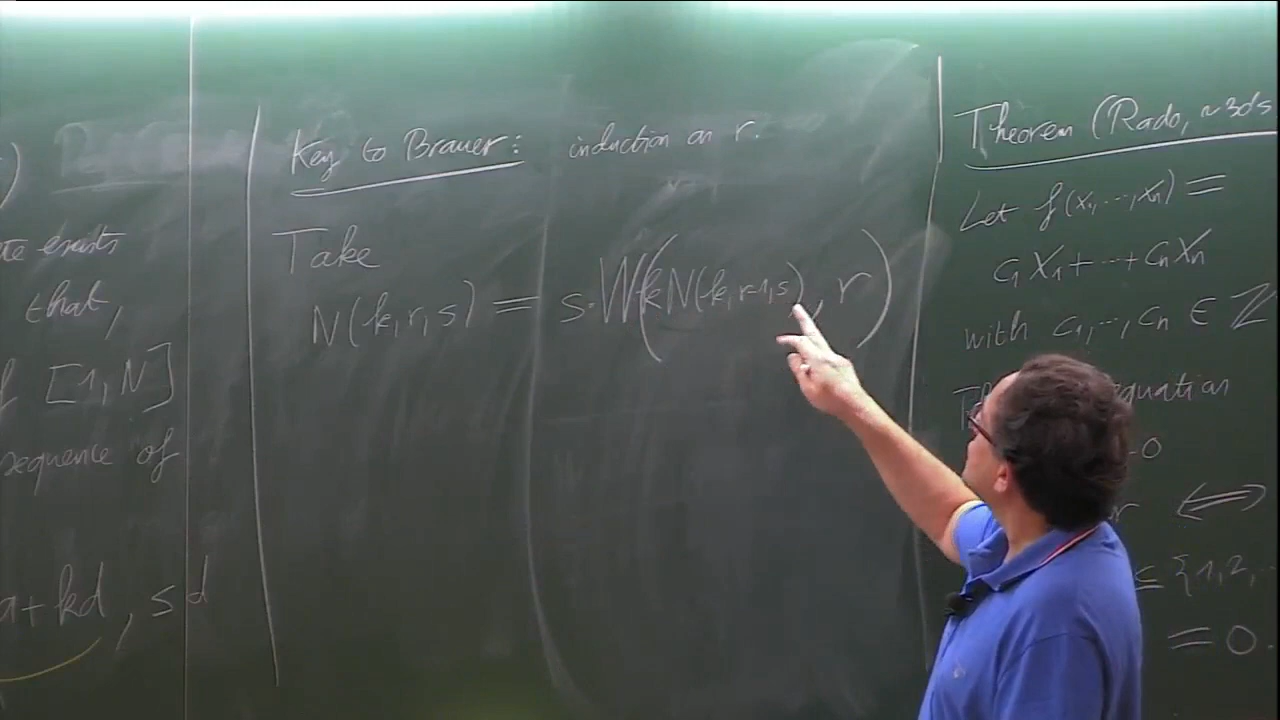 )
exists
that,
[1, N]
sequence of
a+kd, sd
Key to Brauer: induction on r.
Take
N(k,r,s) = s·W(kN(k,r-1,s), r)
Theorem (Rado, ~30's
Let f(x₁,...,xₙ) =
c₁X₁+...+cₙXₙ
with c₁,...,cₙ ∈ ℤ
equation
0
r ⟺
⊆ {1,2,..
= 0.